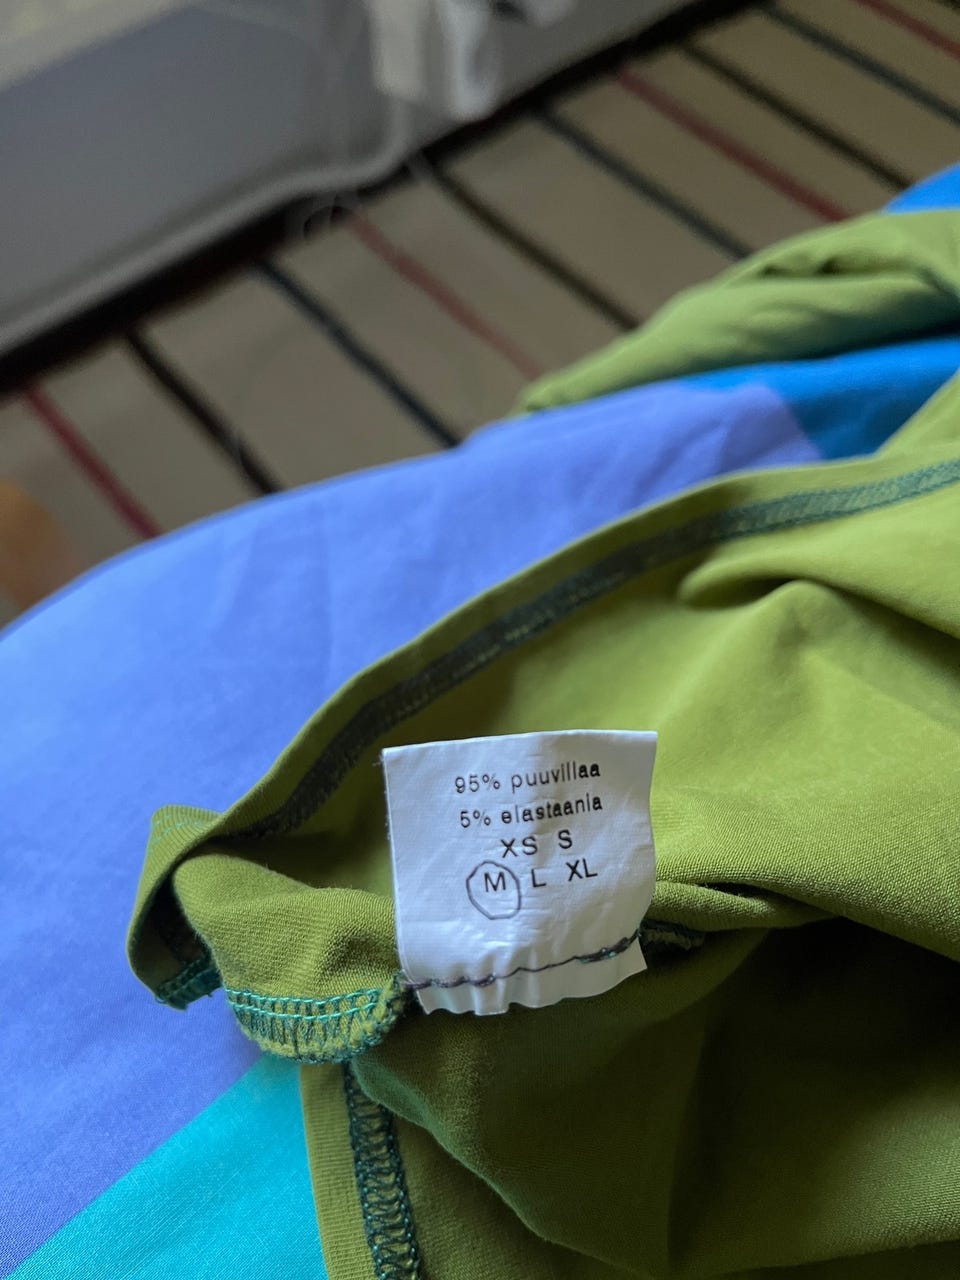 95% puuvillaa
5% elastaania
XS S
M L XL